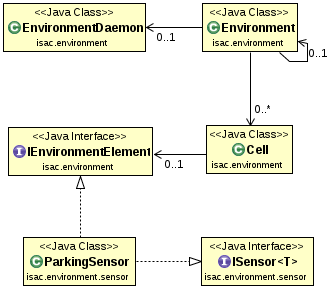 <<Java Class>>
C EnvironmentDaemon
isac.environment
<<Java Class>>
C Environment
isac.environment
0..1
0..1
0..*
<<Java Interface>>
I IEnvironmentElement
isac.environment
<<Java Class>>
C Cell
isac.environment
0..1
<<Java Class>>
C ParkingSensor
isac.environment.sensor
<<Java Interface>>
I ISensor<T>
isac.environment.sensor